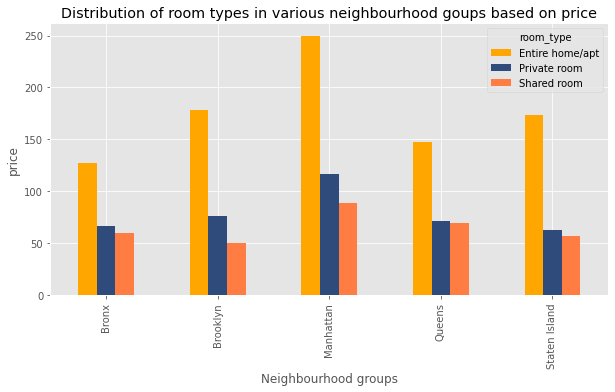 Distribution of room types in various neighbourhood goups based on price
room_type
Entire home/apt
Private room
Shared room
250
200
150
100
50
0
price
Bronx
Brooklyn
Manhattan
Queens
Staten Island
Neighbourhood groups